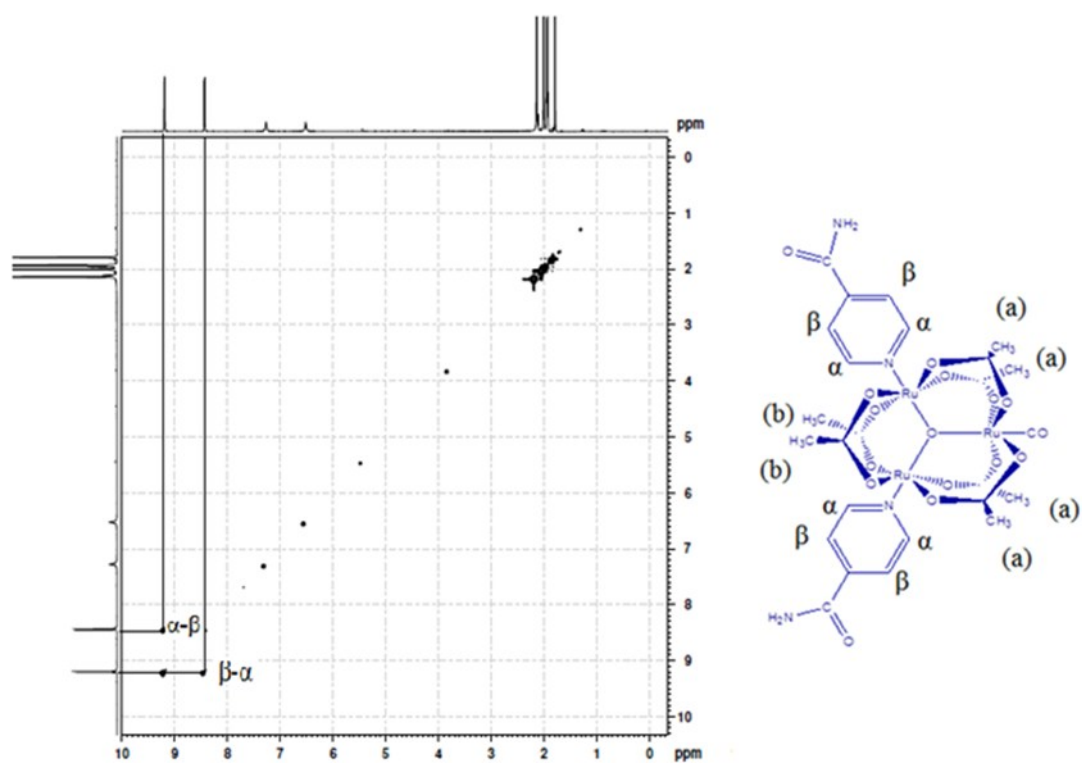 ppm
0
1
2
3
4
5
6
7
8
9
10
α-β
β-α
10 9 8 7 6 5 4 3 2 1 0 ppm
NH₂
O C
β
β α (a)
α N O CH₃
O CH₃ (a)
O Ru O O
(b) H₃C O O Ru CO
H₃C O O
(b) O Ru O
O O CH₃ (a)
α N CH₃
β α (a)
β
H₂N C
O